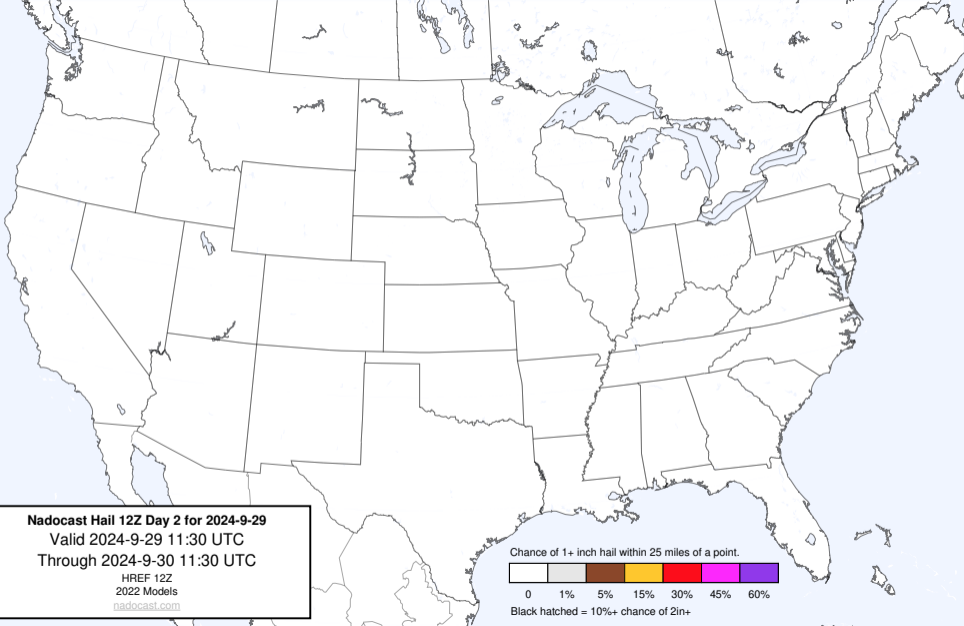 Nadocast Hail 12Z Day 2 for 2024-9-29
Valid 2024-9-29 11:30 UTC
Through 2024-9-30 11:30 UTC
HREF 12Z
2022 Models
nadocast.com
Chance of 1+ inch hail within 25 miles of a point.
0 1% 5% 15% 30% 45% 60%
Black hatched = 10%+ chance of 2in+